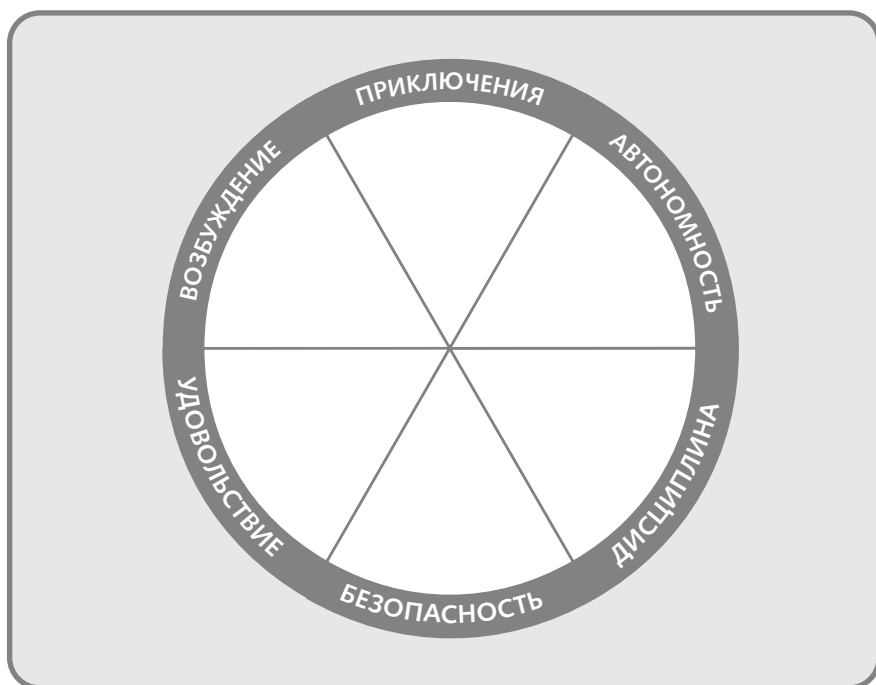 ПРИКЛЮЧЕНИЯ
АВТОНОМНОСТЬ
ДИСЦИПЛИНА
БЕЗОПАСНОСТЬ
УДОВОЛЬСТВИЕ
ВОЗБУЖДЕНИЕ